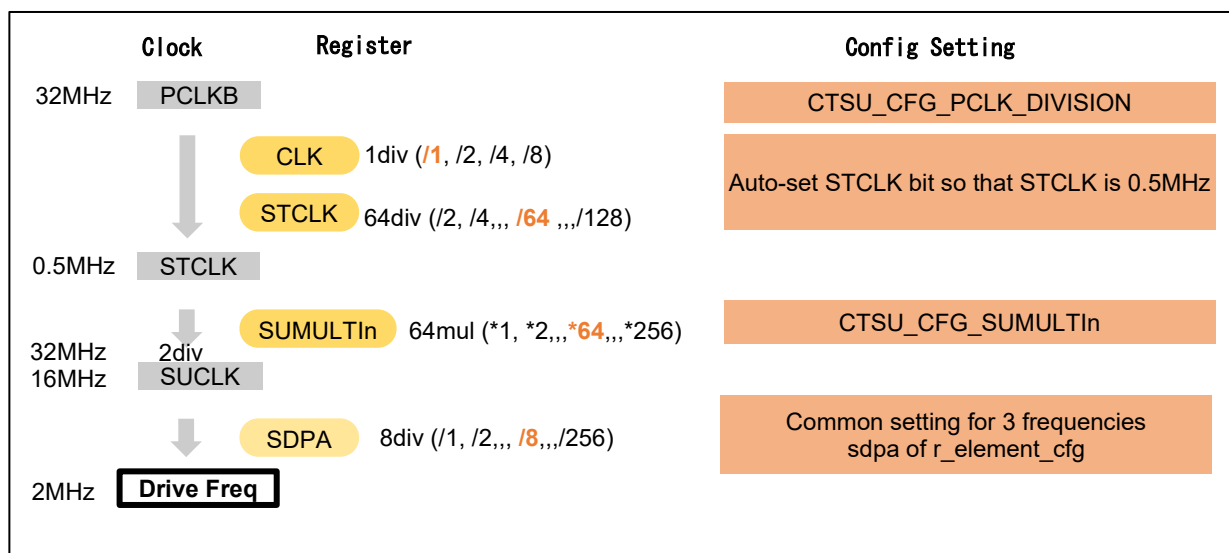 Clock Register Config Setting
32MHz PCLKB CTSU_CFG_PCLK_DIVISION
CLK 1div (/1, /2, /4, /8)
Auto-set STCLK bit so that STCLK is 0.5MHz
STCLK 64div (/2, /4,,, /64 ,,,/128)
0.5MHz STCLK
SUMULTIn 64mul (*1, *2,,,*64,,,*256) CTSU_CFG_SUMULTIn
32MHz 2div
16MHz SUCLK
SDPA 8div (/1, /2,,, /8,,,/256)
Common setting for 3 frequencies
sdpa of r_element_cfg
2MHz Drive Freq